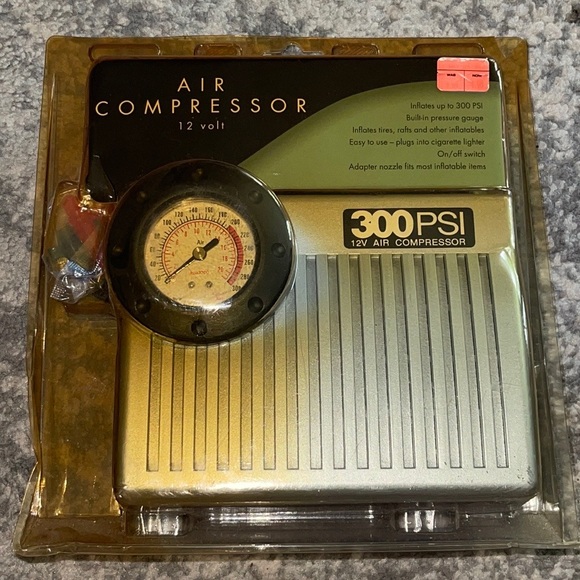 AIR
COMPRESSOR
12 volt
Inflates up to 300 PSI
Built-in pressure gauge
Inflates tires, rafts and other inflatables
Easy to use – plugs into cigarette lighter
On/off switch
Adapter nozzle fits most inflatable items
300 PSI
12V AIR COMPRESSOR